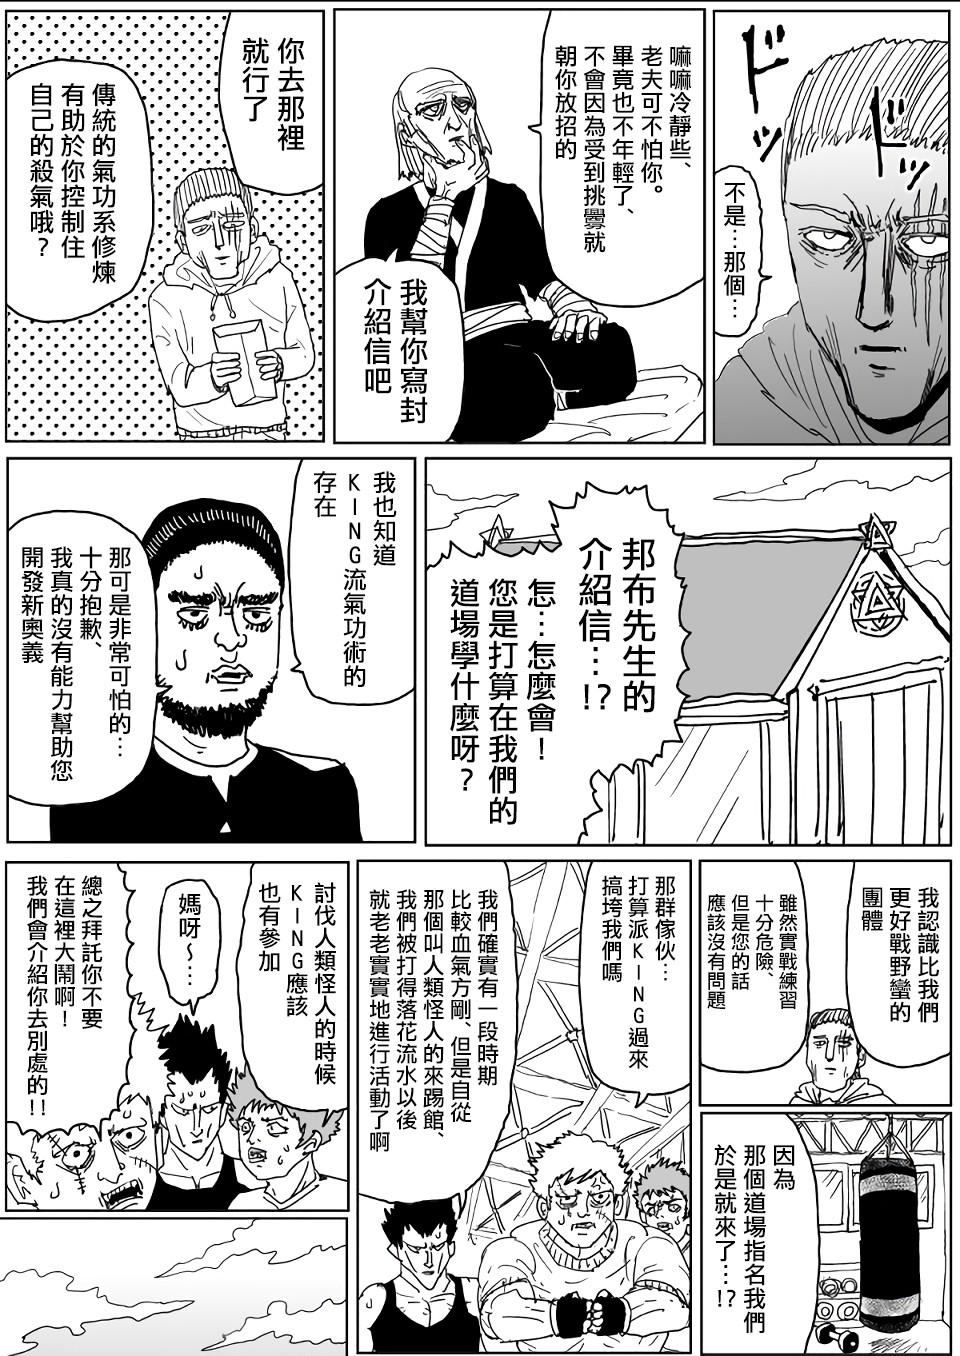 ドッ
ドッ
不是…那個…
嘛嘛冷靜些、
老夫可不怕你。
畢竟也不年輕了、
不會因為受到挑釁就
朝你放招的
我幫你寫封
介紹信吧
你去那裡
就行了
傳統的氣功系修煉
有助於你控制住
自己的殺氣哦？
邦布先生的
介紹信…!?
怎…怎麼會！
您是打算在我們的
道場學什麼呀？
我也知道
KING流氣功術的
存在
那可是非常可怕的…
十分抱歉、
我真的沒有能力幫助您
開發新奧義
我認識比我們
更好戰野蠻的
團體
雖然實戰練習
十分危險、
但是您的話
應該沒有問題
因為
那個道場指名我們
於是就來了…!?
那群傢伙…
打算派KING過來
搞垮我們嗎
我們確實有一段時期
比較血氣方剛、但是自從
那個叫人類怪人的來踢館、
我們被打得落花流水以後
就老老實實地進行活動了啊
討伐人類怪人的時候
KING應該
也有參加
媽呀～…
總之拜託你不要
在這裡大鬧啊！
我們會介紹你去別處的!!